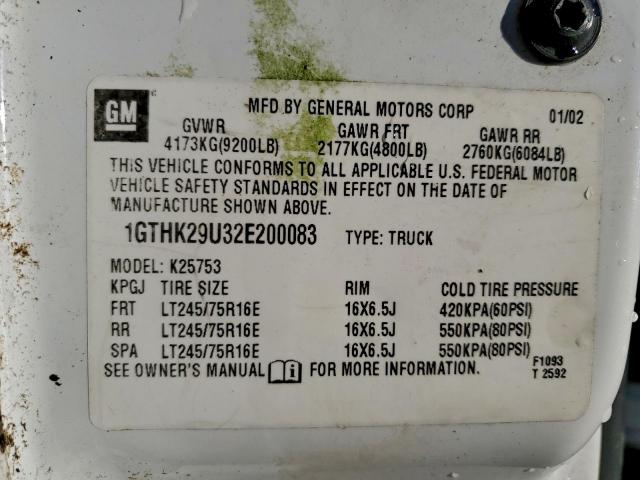 GM MFD BY GENERAL MOTORS CORP 01/02
GVWR GAWR FRT GAWR RR
4173KG(9200LB) 2177KG(4800LB) 2760KG(6084LB)
THIS VEHICLE CONFORMS TO ALL APPLICABLE U.S. FEDERAL MOTOR
VEHICLE SAFETY STANDARDS IN EFFECT ON THE DATE OF
MANUFACTURE SHOWN ABOVE.
1GTHK29U32E200083 TYPE: TRUCK
MODEL: K25753
KPGJ TIRE SIZE RIM COLD TIRE PRESSURE
FRT LT245/75R16E 16X6.5J 420KPA(60PSI)
RR LT245/75R16E 16X6.5J 550KPA(80PSI)
SPA LT245/75R16E 16X6.5J 550KPA(80PSI)
SEE OWNER'S MANUAL FOR MORE INFORMATION.
F1093
T 2592